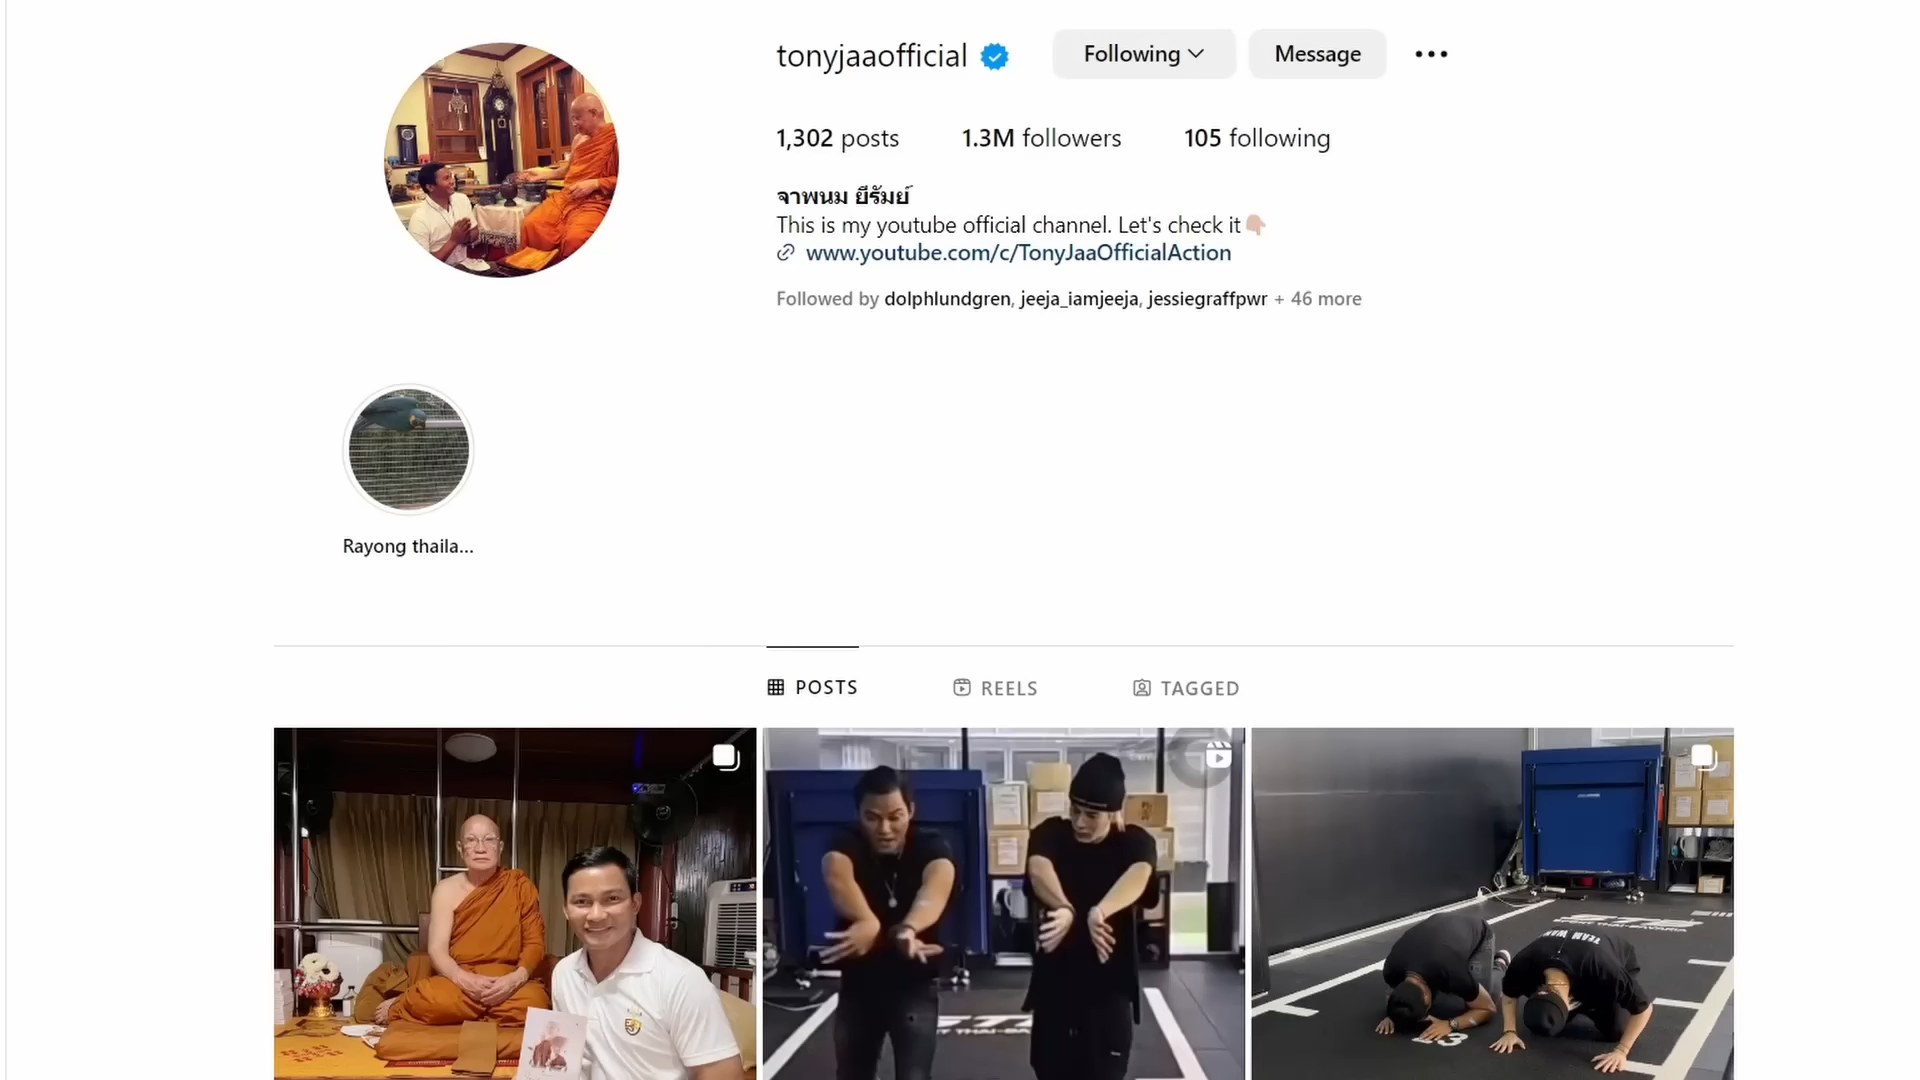 tonyjaaofficial
Following
Message
1,302 posts
1.3M followers
105 following
จาพนม ยีรัมย์
This is my youtube official channel. Let's check it👇🏻
www.youtube.com/c/TonyJaaOfficialAction
Followed by dolphlundgren, jeeja_iamjeeja, jessiegraffpwr + 46 more
Rayong thaila...
POSTS
REELS
TAGGED
TEAM WAN